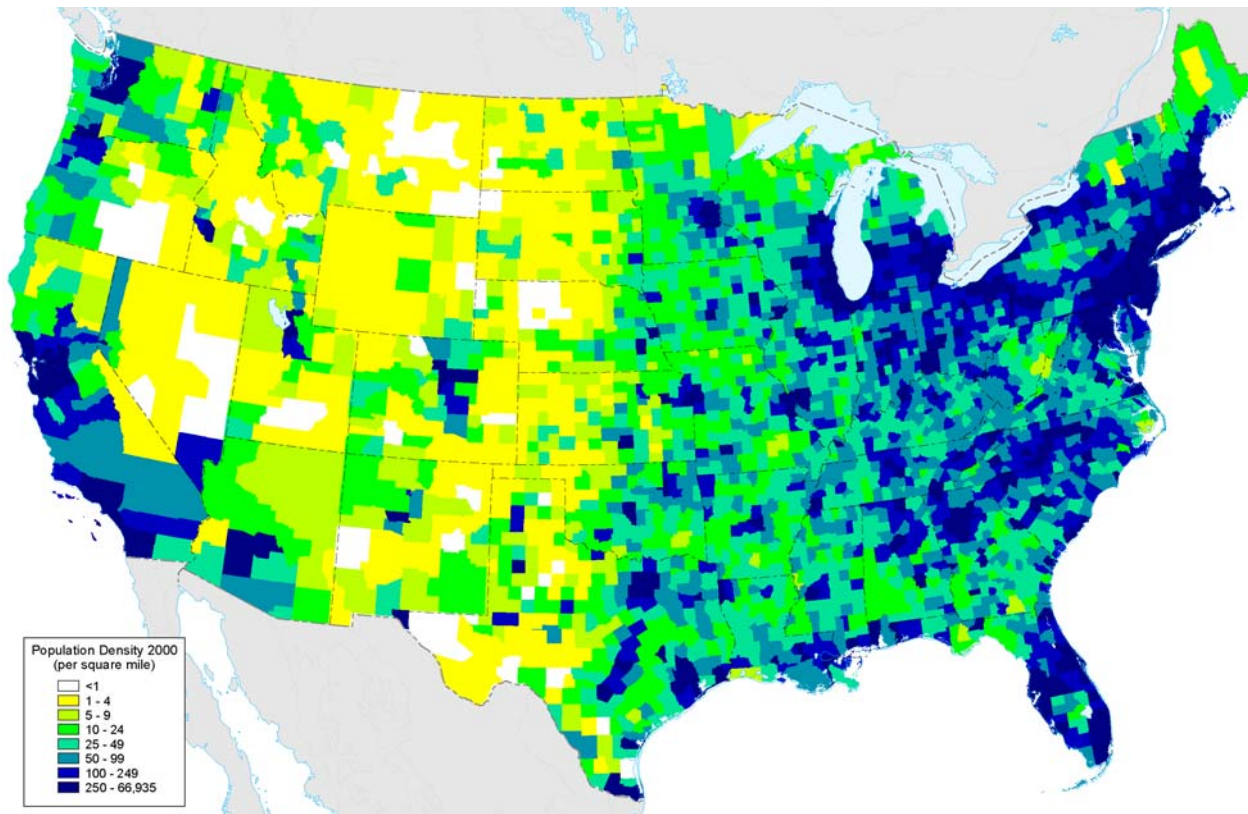 Population Density 2000
(per square mile)
<1
1 - 4
5 - 9
10 - 24
25 - 49
50 - 99
100 - 249
250 - 66,935